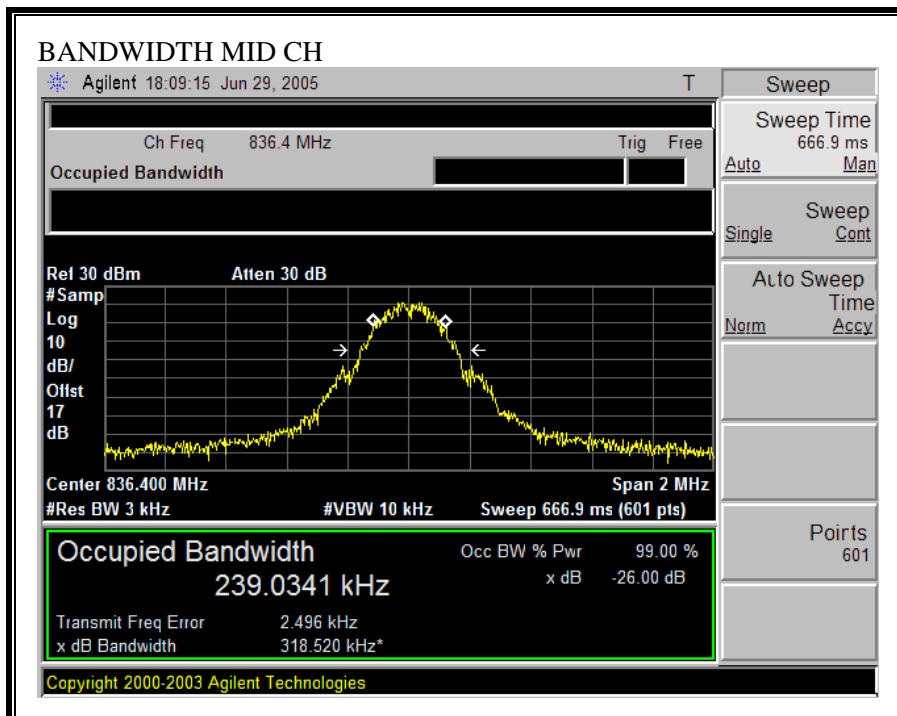 BANDWIDTH MID CH
Agilent 18:09:15 Jun 29, 2005 T
Sweep
Ch Freq 836.4 MHz Trig Free
Occupied Bandwidth
Sweep Time
666.9 ms
Auto Man
Sweep
Single Cont
Auto Sweep
Time
Norm Accy
Ref 30 dBm Atten 30 dB
#Samp
Log
10
dB/
Offst
17
dB
Center 836.400 MHz Span 2 MHz
#Res BW 3 kHz #VBW 10 kHz Sweep 666.9 ms (601 pts)
Points
601
Occupied Bandwidth
239.0341 kHz
Occ BW % Pwr 99.00 %
x dB -26.00 dB
Transmit Freq Error 2.496 kHz
x dB Bandwidth 318.520 kHz*
Copyright 2000-2003 Agilent Technologies